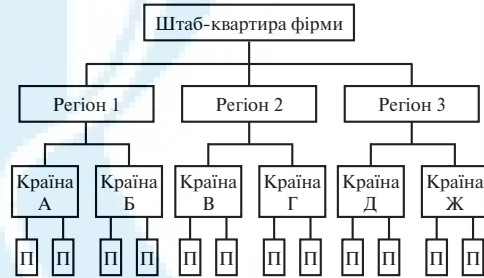 Штаб-квартира фірми
Регіон 1
Регіон 2
Регіон 3
Країна
А
Країна
Б
Країна
В
Країна
Г
Країна
Д
Країна
Ж
П П П П П П П П П П П П